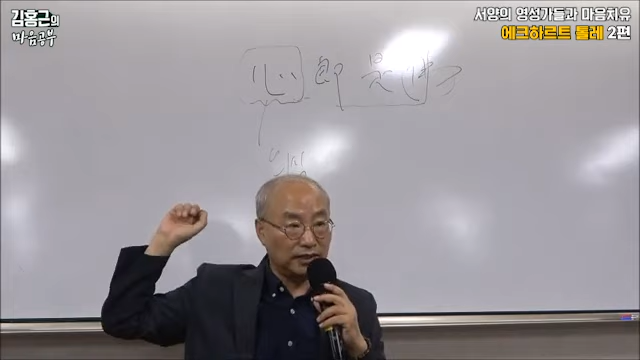 김홍근의
마음공부
서양의 영성가들과 마음치유
에크하르트 톨레 2편
心 即 是 佛